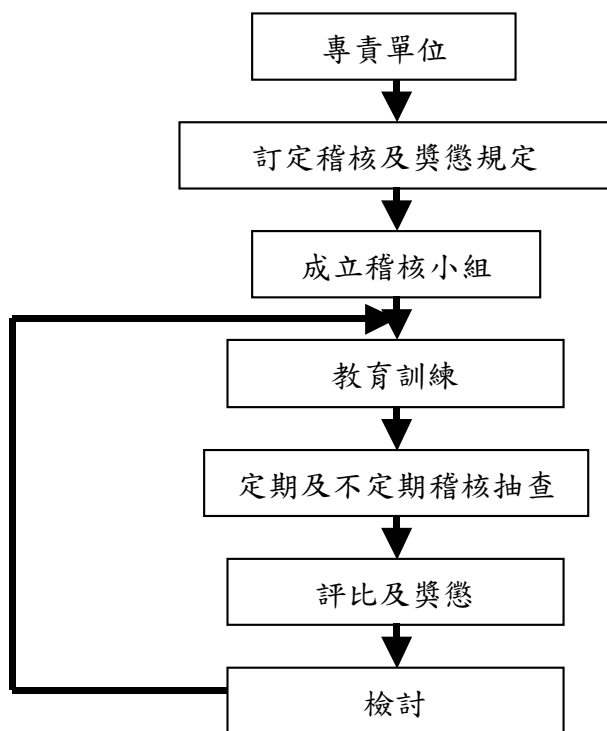 專責單位
訂定稽核及獎懲規定
成立稽核小組
教育訓練
定期及不定期稽核抽查
評比及獎懲
檢討